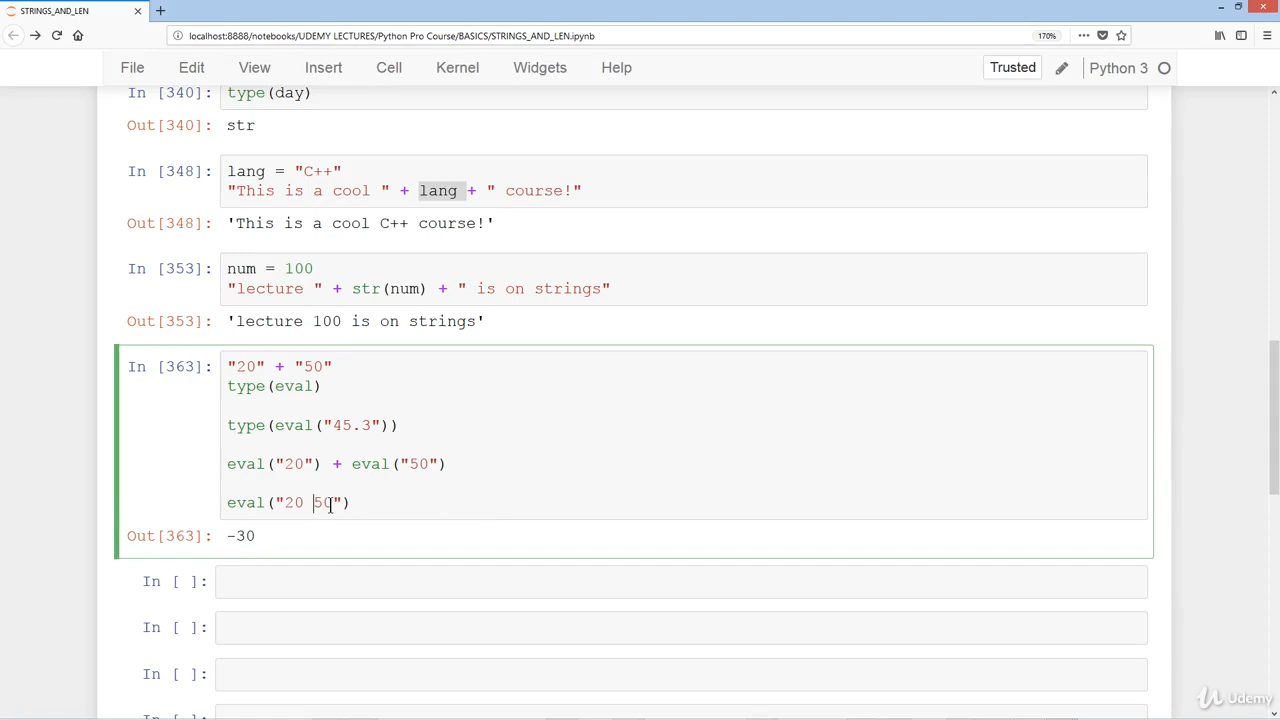 STRINGS_AND_LEN
localhost:8888/notebooks/UDEMY LECTURES/Python Pro Course/BASICS/STRINGS_AND_LEN.ipynb
170%
File Edit View Insert Cell Kernel Widgets Help
Trusted
Python 3
In [340]: type(day)
Out[340]: str
In [348]: lang = "C++"
"This is a cool " + lang + " course!"
Out[348]: 'This is a cool C++ course!'
In [353]: num = 100
"lecture " + str(num) + " is on strings"
Out[353]: 'lecture 100 is on strings'
In [363]: "20" + "50"
type(eval)
type(eval("45.3"))
eval("20") + eval("50")
eval("20 50")
Out[363]: -30
In [ ]:
In [ ]:
In [ ]:
Udemy